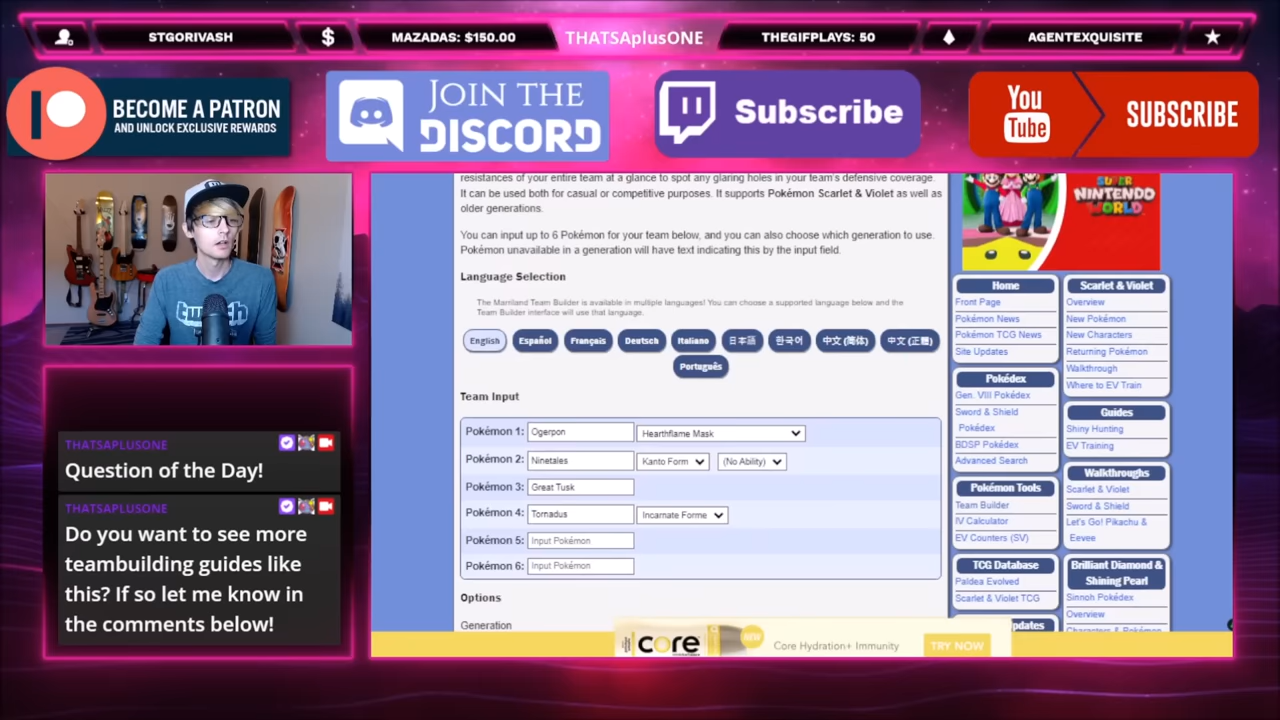 STGORIVASH
$
MAZADAS: $150.00
THATSAplusONE
THEGIFPLAYS: 50
AGENTEXQUISITE
BECOME A PATRON
AND UNLOCK EXCLUSIVE REWARDS
JOIN THE
DISCORD
Subscribe
You
Tube
SUBSCRIBE
twitch
THATSAPLUSONE
Question of the Day!
THATSAPLUSONE
Do you want to see more
teambuilding guides like
this? If so let me know in
the comments below!
resistances of your entire team at a glance to spot any glaring holes in your team's defensive coverage.
It can be used both for casual or competitive purposes. It supports Pokémon Scarlet & Violet as well as
older generations.
You can input up to 6 Pokémon for your team below, and you can also choose which generation to use.
Pokémon unavailable in a generation will have text indicating this by the input field.
Language Selection
The Marriland Team Builder is available in multiple languages! You can choose a supported language below and the
Team Builder interface will use that language.
English Español Français Deutsch Italiano 日本語 한국어 中文 (简体) 中文 (正體)
Português
Team Input
Pokémon 1: Ogerpon Hearthflame Mask
Pokémon 2: Ninetales Kanto Form (No Ability)
Pokémon 3: Great Tusk
Pokémon 4: Tornadus Incarnate Forme
Pokémon 5: Input Pokémon
Pokémon 6: Input Pokémon
Options
Generation
SUPER
NINTENDO
WORLD
Home
Front Page
Pokémon News
Pokémon TCG News
Site Updates
Pokédex
Gen. VIII Pokédex
Sword & Shield
Pokédex
BDSP Pokédex
Advanced Search
Pokémon Tools
Team Builder
IV Calculator
EV Counters (SV)
TCG Database
Paldea Evolved
Scarlet & Violet TCG
Updates
Scarlet & Violet
Overview
New Pokémon
New Characters
Returning Pokémon
Walkthrough
Where to EV Train
Guides
Shiny Hunting
EV Training
Walkthroughs
Scarlet & Violet
Sword & Shield
Let's Go! Pikachu &
Eevee
Brilliant Diamond &
Shining Pearl
Sinnoh Pokédex
Overview
Characters & Pokémon
core
NEW
Core Hydration+ Immunity
TRY NOW